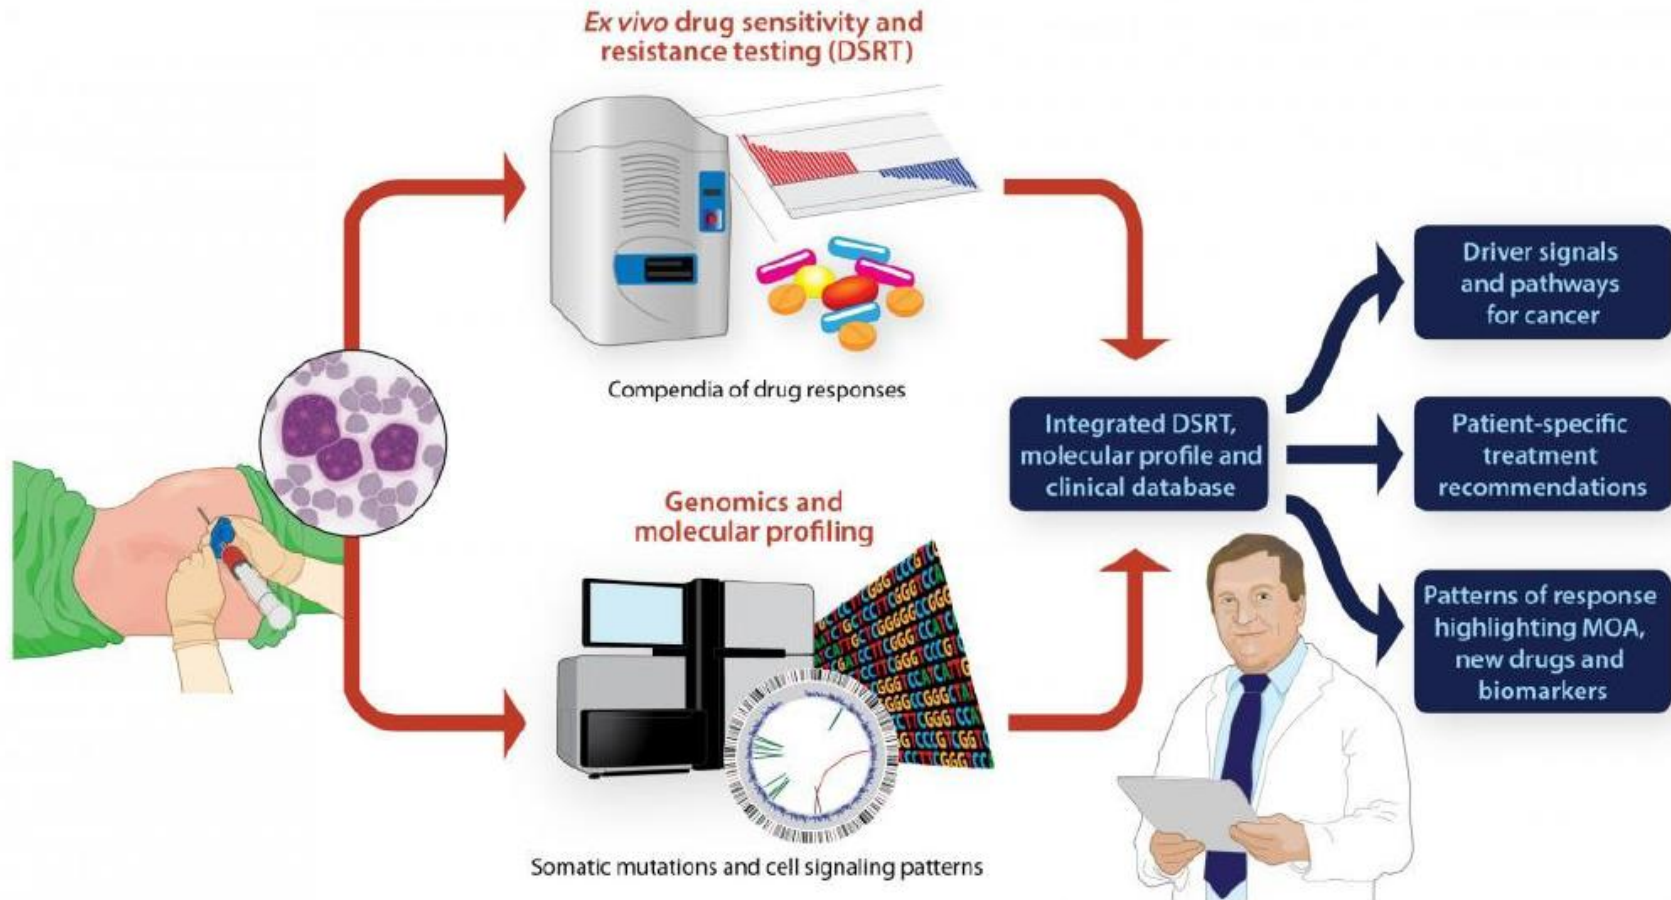 Ex vivo drug sensitivity and
resistance testing (DSRT)
Compendia of drug responses
Genomics and
molecular profiling
Somatic mutations and cell signaling patterns
Integrated DSRT,
molecular profile and
clinical database
Driver signals
and pathways
for cancer
Patient-specific
treatment
recommendations
Patterns of response
highlighting MOA,
new drugs and
biomarkers